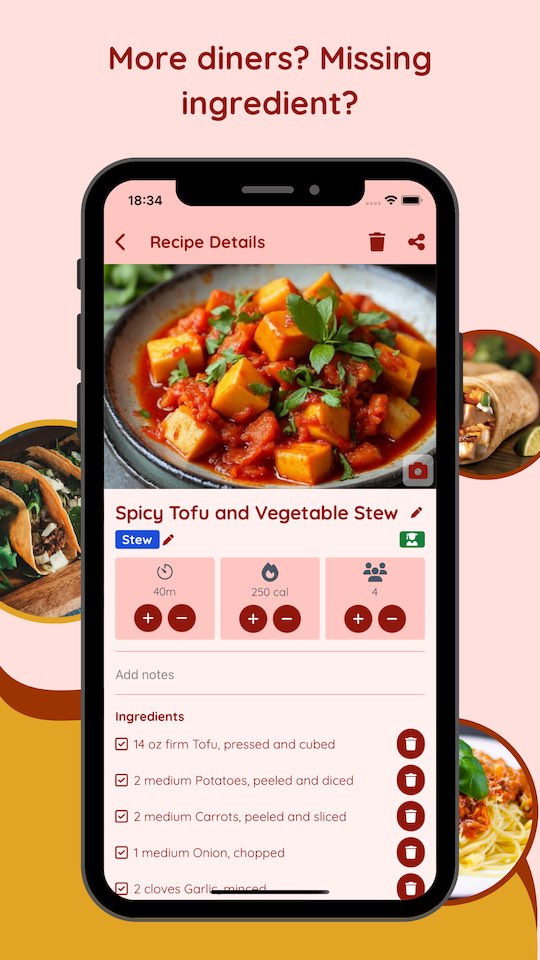 More diners? Missing
ingredient?
18:34
Recipe Details
Spicy Tofu and Vegetable Stew
Stew
40m
250 cal
4
Add notes
Ingredients
14 oz firm Tofu, pressed and cubed
2 medium Potatoes, peeled and diced
2 medium Carrots, peeled and sliced
1 medium Onion, chopped
2 cloves Garlic, minced